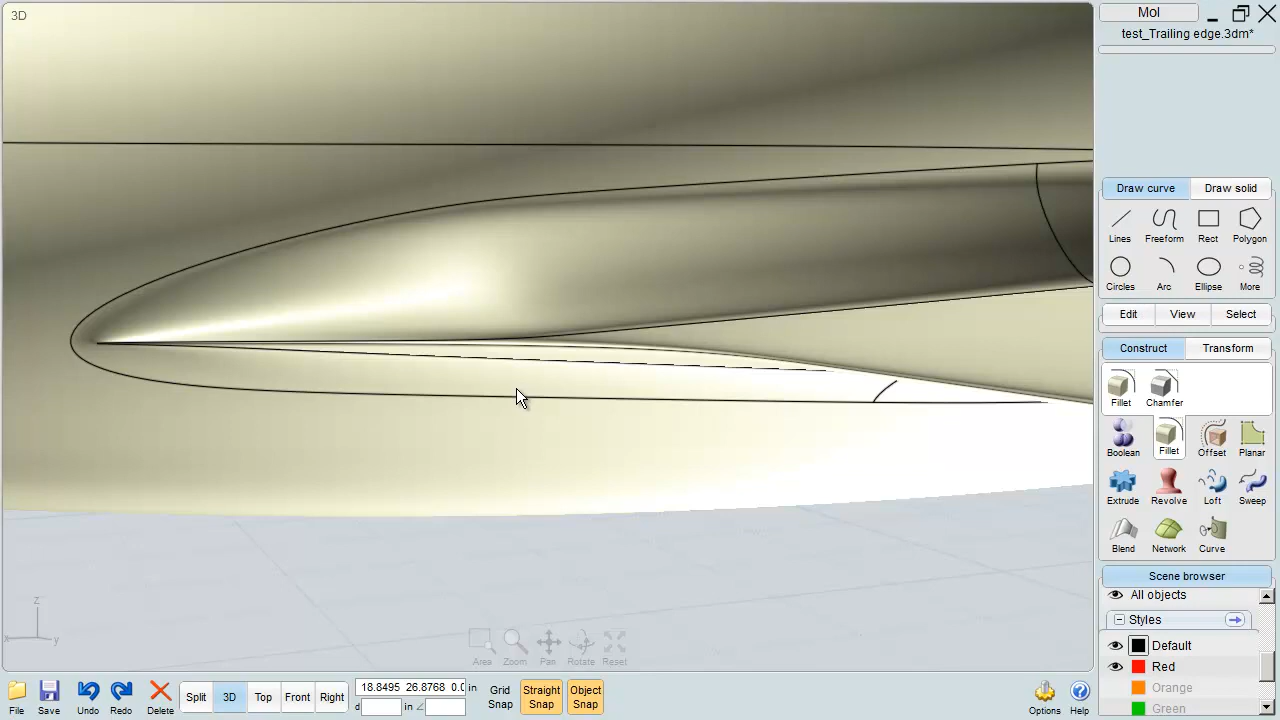 3D
MoI
test_Trailing edge.3dm*
Draw curve
Draw solid
Lines
Freeform
Rect
Polygon
Circles
Arc
Ellipse
More
Edit
View
Select
Construct
Transform
Fillet
Chamfer
Boolean
Fillet
Offset
Planar
Extrude
Revolve
Loft
Sweep
Blend
Network
Curve
Scene browser
All objects
Styles
Default
Red
Orange
Green
z
x
y
Area
Zoom
Pan
Rotate
Reset
File
Save
Undo
Redo
Delete
Split
3D
Top
Front
Right
18.8495 26.8768 0.0
in
d
in
Grid Snap
Straight Snap
Object Snap
Options
Help